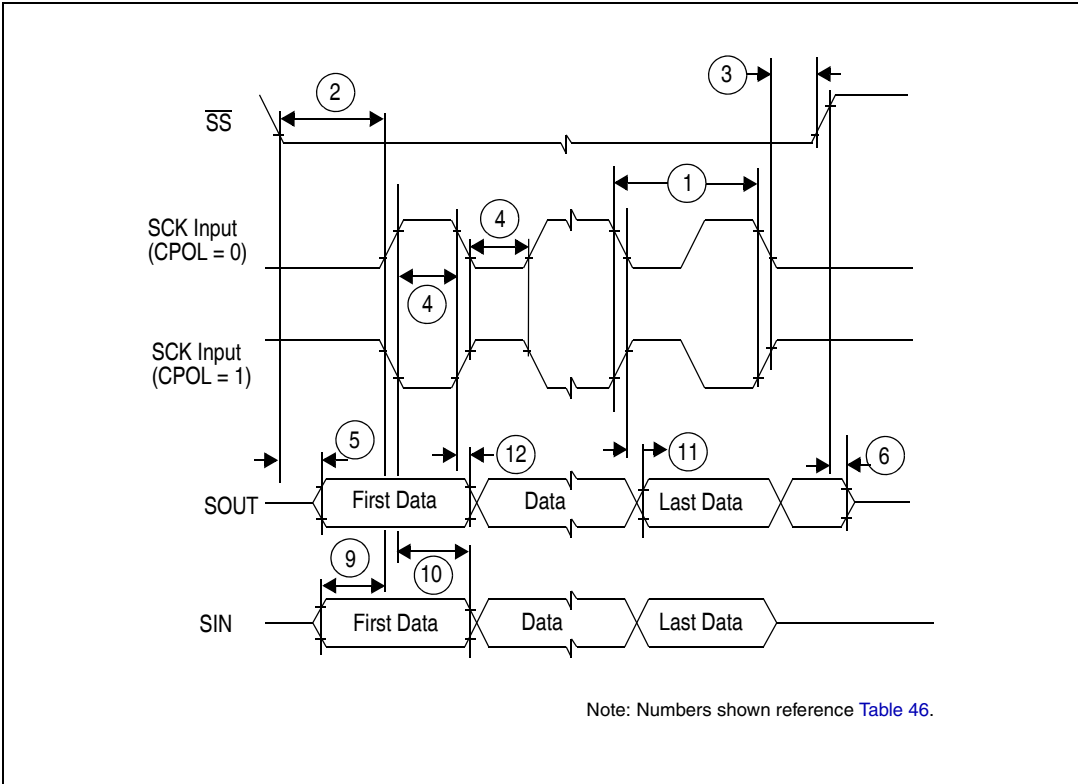 3
2
SS
1
SCK Input
(CPOL = 0)
4
4
SCK Input
(CPOL = 1)
5
12
11
6
SOUT
First Data
Data
Last Data
9
10
SIN
First Data
Data
Last Data
Note: Numbers shown reference Table 46.